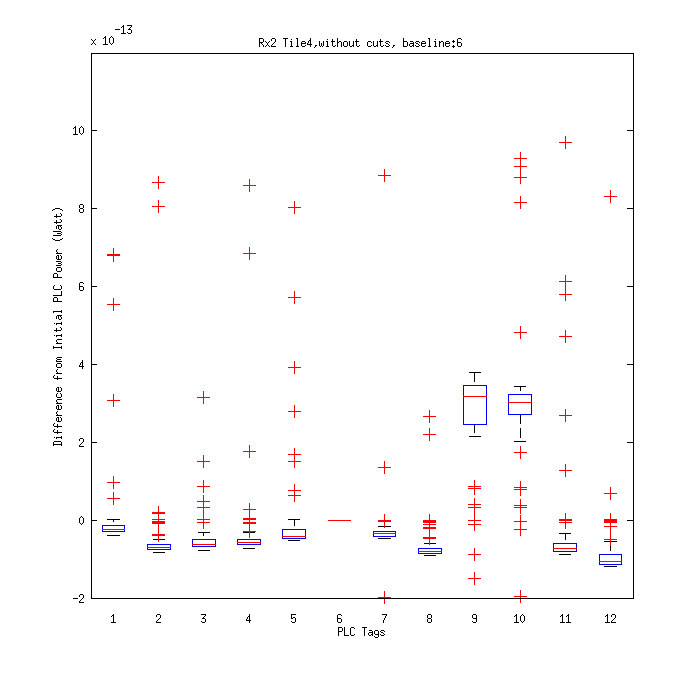 x 10
-13
Rx2 Tile4,without cuts, baseline:6
10
8
6
4
2
0
-2
Difference from Initial PLC Power (Watt)
1 2 3 4 5 6 7 8 9 10 11 12
PLC Tags